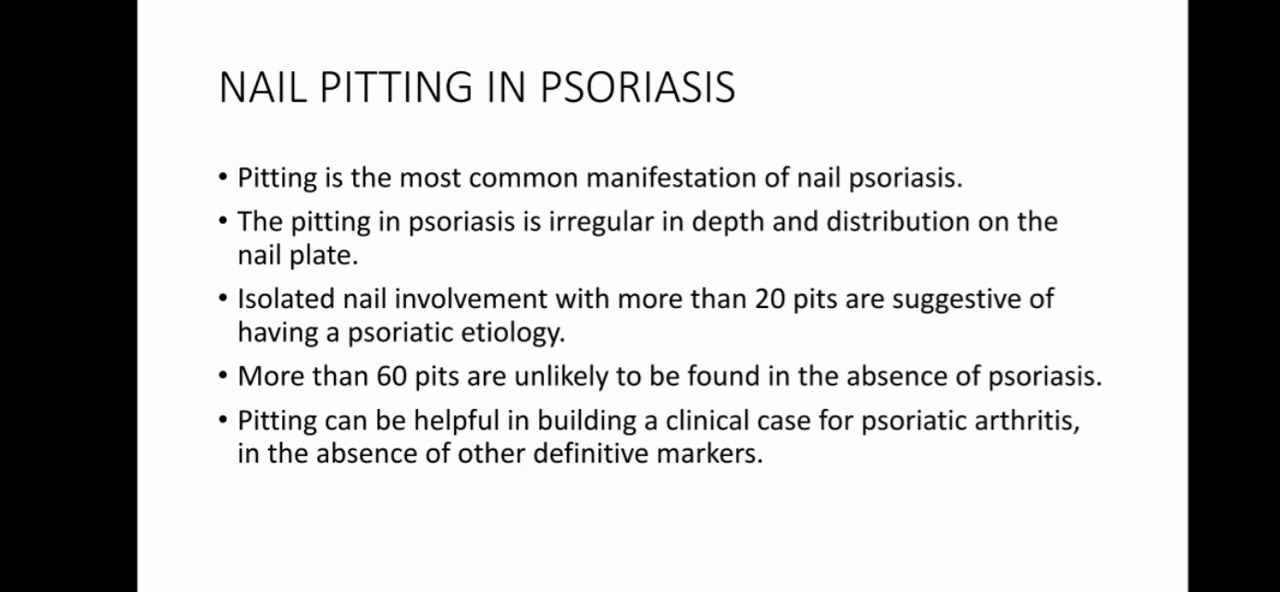 NAIL PITTING IN PSORIASIS
• Pitting is the most common manifestation of nail psoriasis.
• The pitting in psoriasis is irregular in depth and distribution on the
nail plate.
• Isolated nail involvement with more than 20 pits are suggestive of
having a psoriatic etiology.
• More than 60 pits are unlikely to be found in the absence of psoriasis.
• Pitting can be helpful in building a clinical case for psoriatic arthritis,
in the absence of other definitive markers.